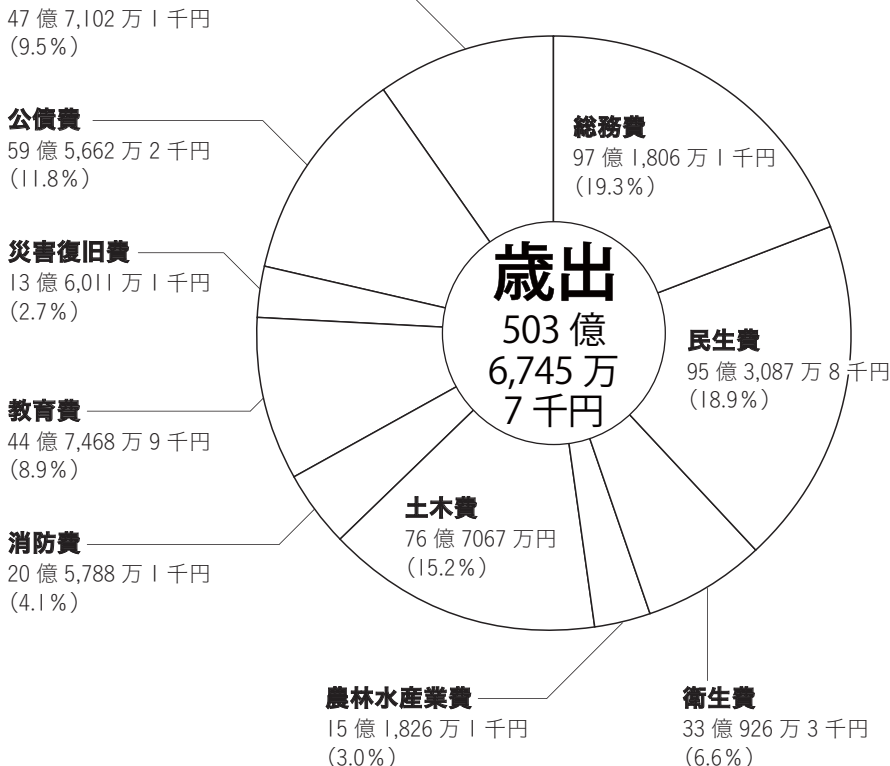 47 億 7,102 万 1 千円
(9.5%)
公債費
59 億 5,662 万 2 千円
(11.8%)
災害復旧費
13 億 6,011 万 1 千円
(2.7%)
教育費
44 億 7,468 万 9 千円
(8.9%)
消防費
20 億 5,788 万 1 千円
(4.1%)
総務費
97 億 1,806 万 1 千円
(19.3%)
歳出
503 億
6,745 万
7 千円
民生費
95 億 3,087 万 8 千円
(18.9%)
土木費
76 億 7067 万円
(15.2%)
農林水産業費
15 億 1,826 万 1 千円
(3.0%)
衛生費
33 億 926 万 3 千円
(6.6%)